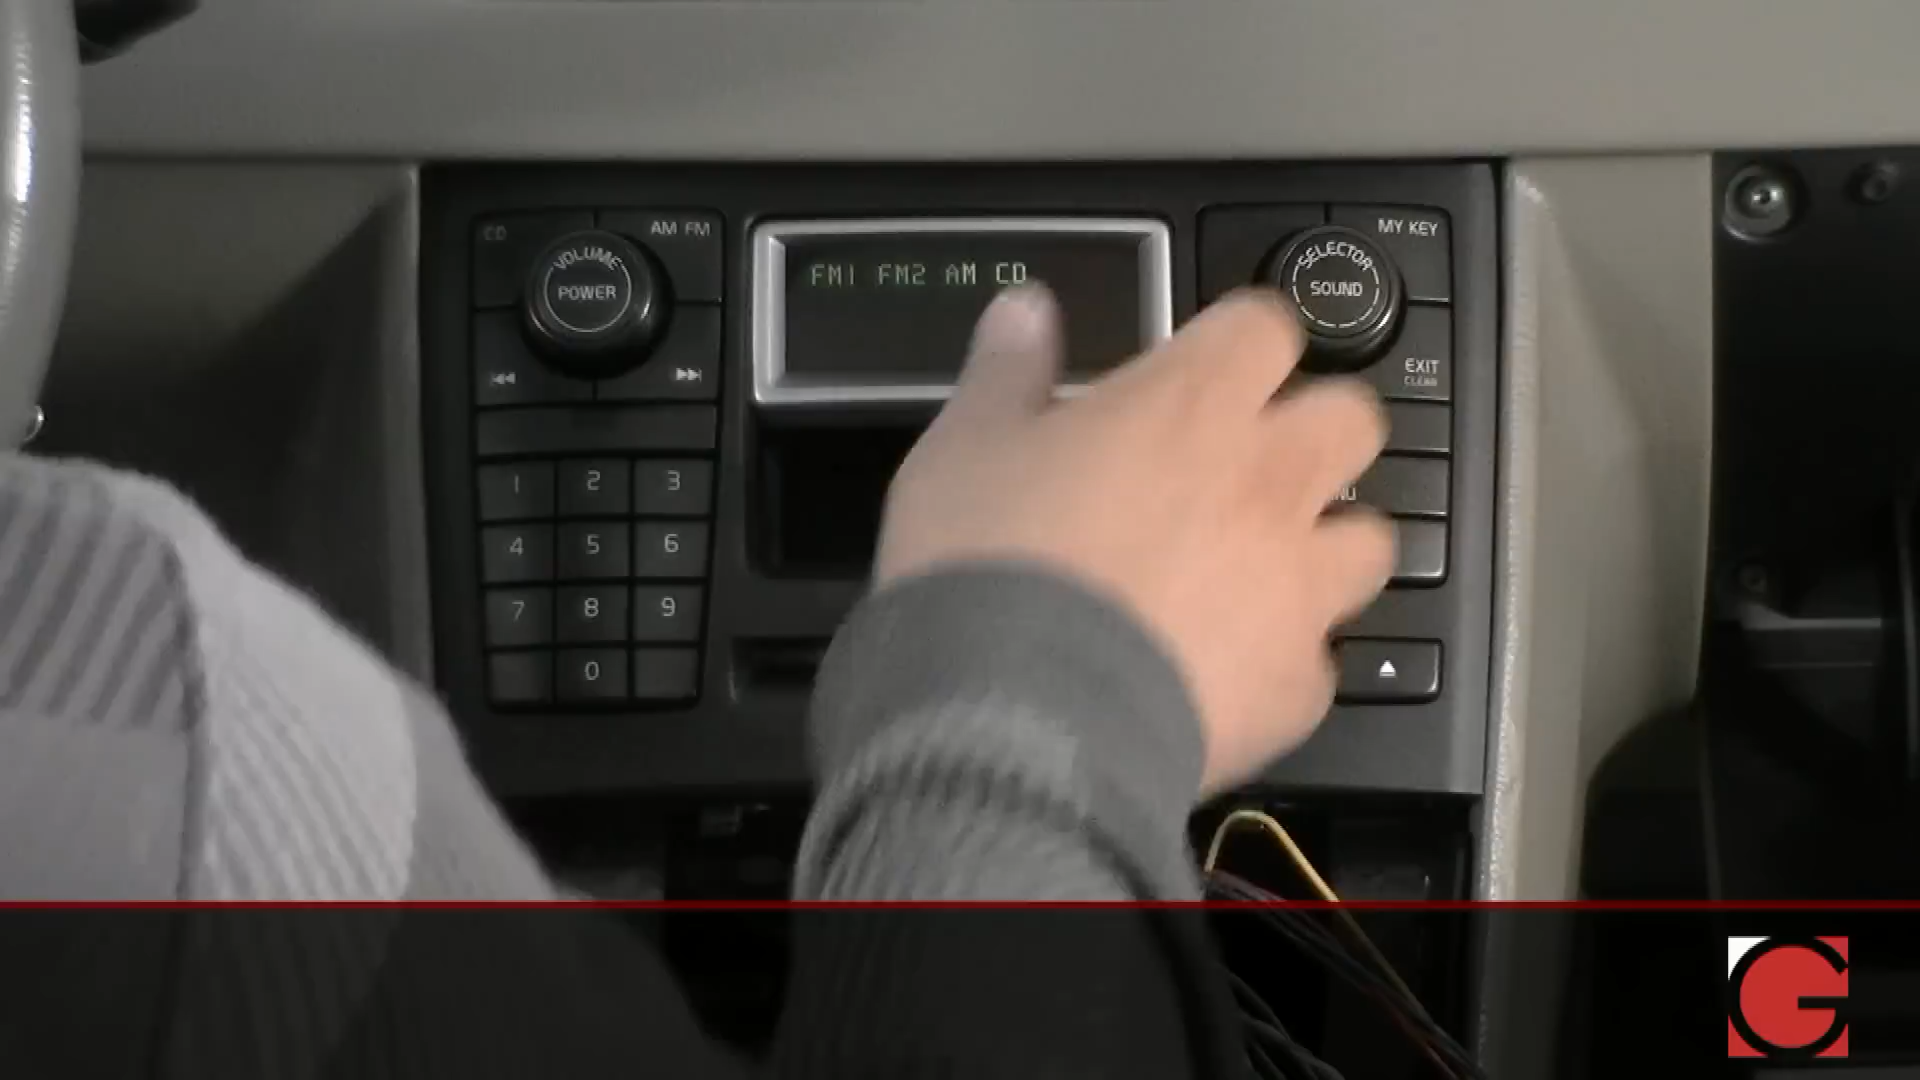 CD
AM FM
VOLUME
POWER
FM1 FM2 AM CD
MY KEY
SELECTOR
SOUND
EXIT
CLEAR
1 2 3
4 5 6
7 8 9
0
G